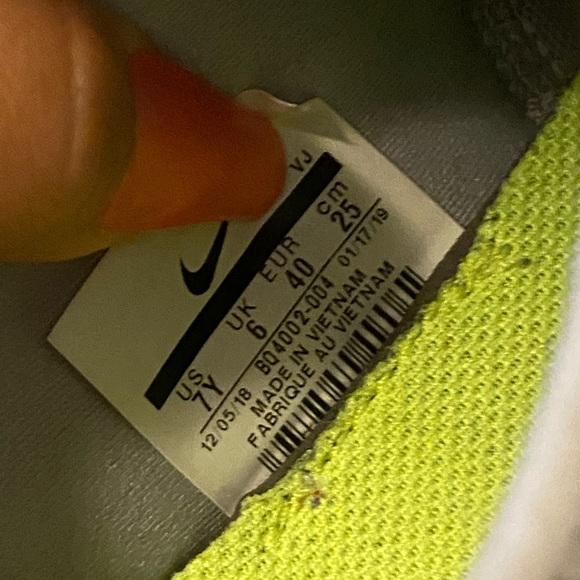 VJ
US UK EUR cm
7Y 6 40 25
12/05/18 BQ4002-004 01/17/19
MADE IN VIETNAM
FABRIQUE AU VIETNAM